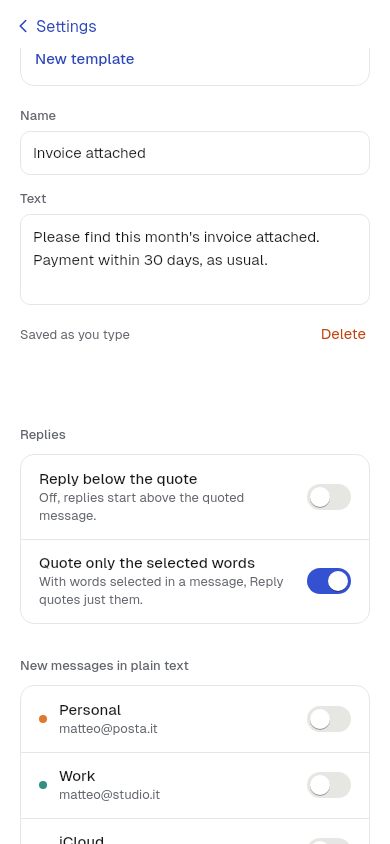 Settings
New template
Name
Invoice attached
Text
Please find this month's invoice attached.
Payment within 30 days, as usual.
Saved as you type
Delete
Replies
Reply below the quote
Off, replies start above the quoted
message.
Quote only the selected words
With words selected in a message, Reply
quotes just them.
New messages in plain text
Personal
matteo@posta.it
Work
matteo@studio.it
iCloud